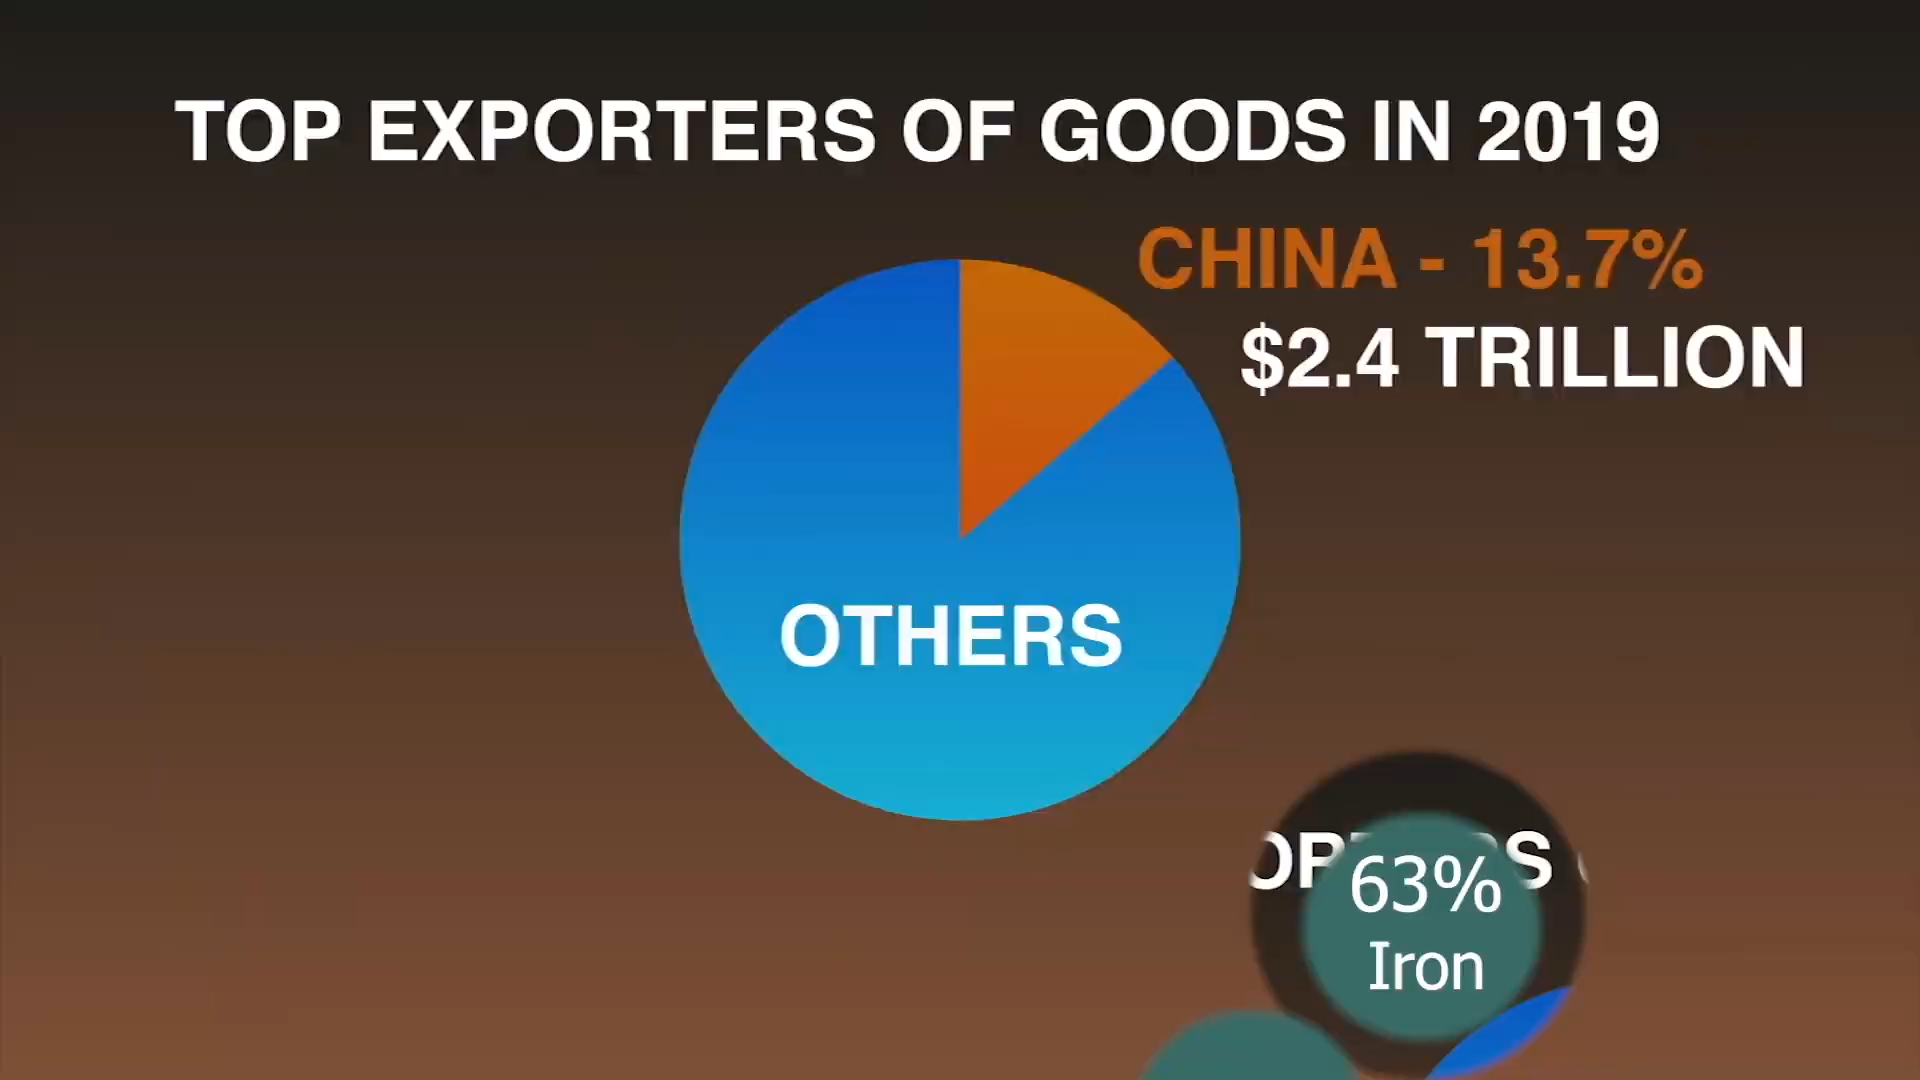 TOP EXPORTERS OF GOODS IN 2019
CHINA - 13.7%
$2.4 TRILLION
OTHERS
63%
Iron